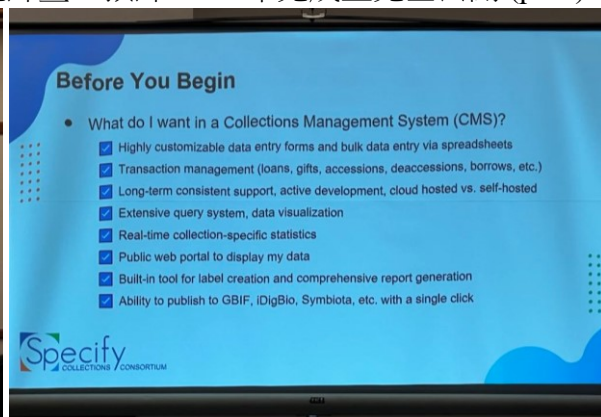 Before You Begin
What do I want in a Collections Management System (CMS)?
Highly customizable data entry forms and bulk data entry via spreadsheets
Transaction management (loans, gifts, accessions, deaccessions, borrows, etc.)
Long-term consistent support, active development, cloud hosted vs. self-hosted
Extensive query system, data visualization
Real-time collection-specific statistics
Public web portal to display my data
Built-in tool for label creation and comprehensive report generation
Ability to publish to GBIF, iDigBio, Symbiota, etc. with a single click
Specify
COLLECTIONS CONSORTIUM